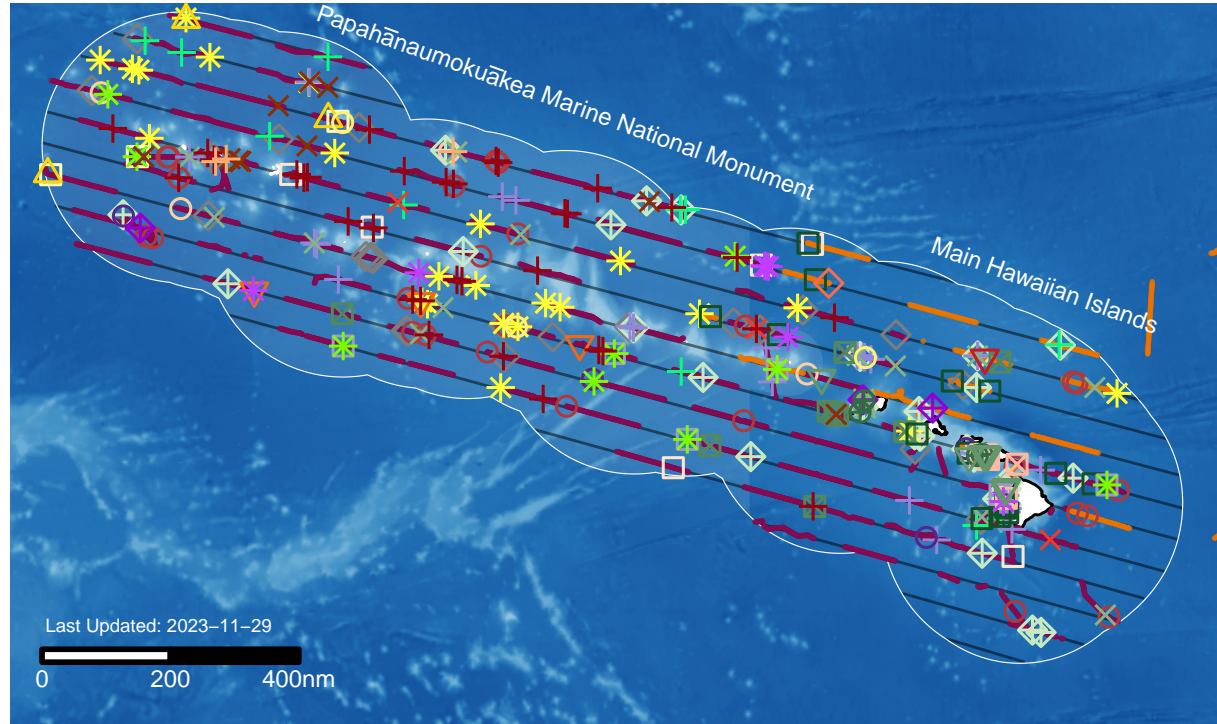 Papahānaumokuākea Marine National Monument
Main Hawaiian Islands
Last Updated: 2023−11−29
0 200 400nm